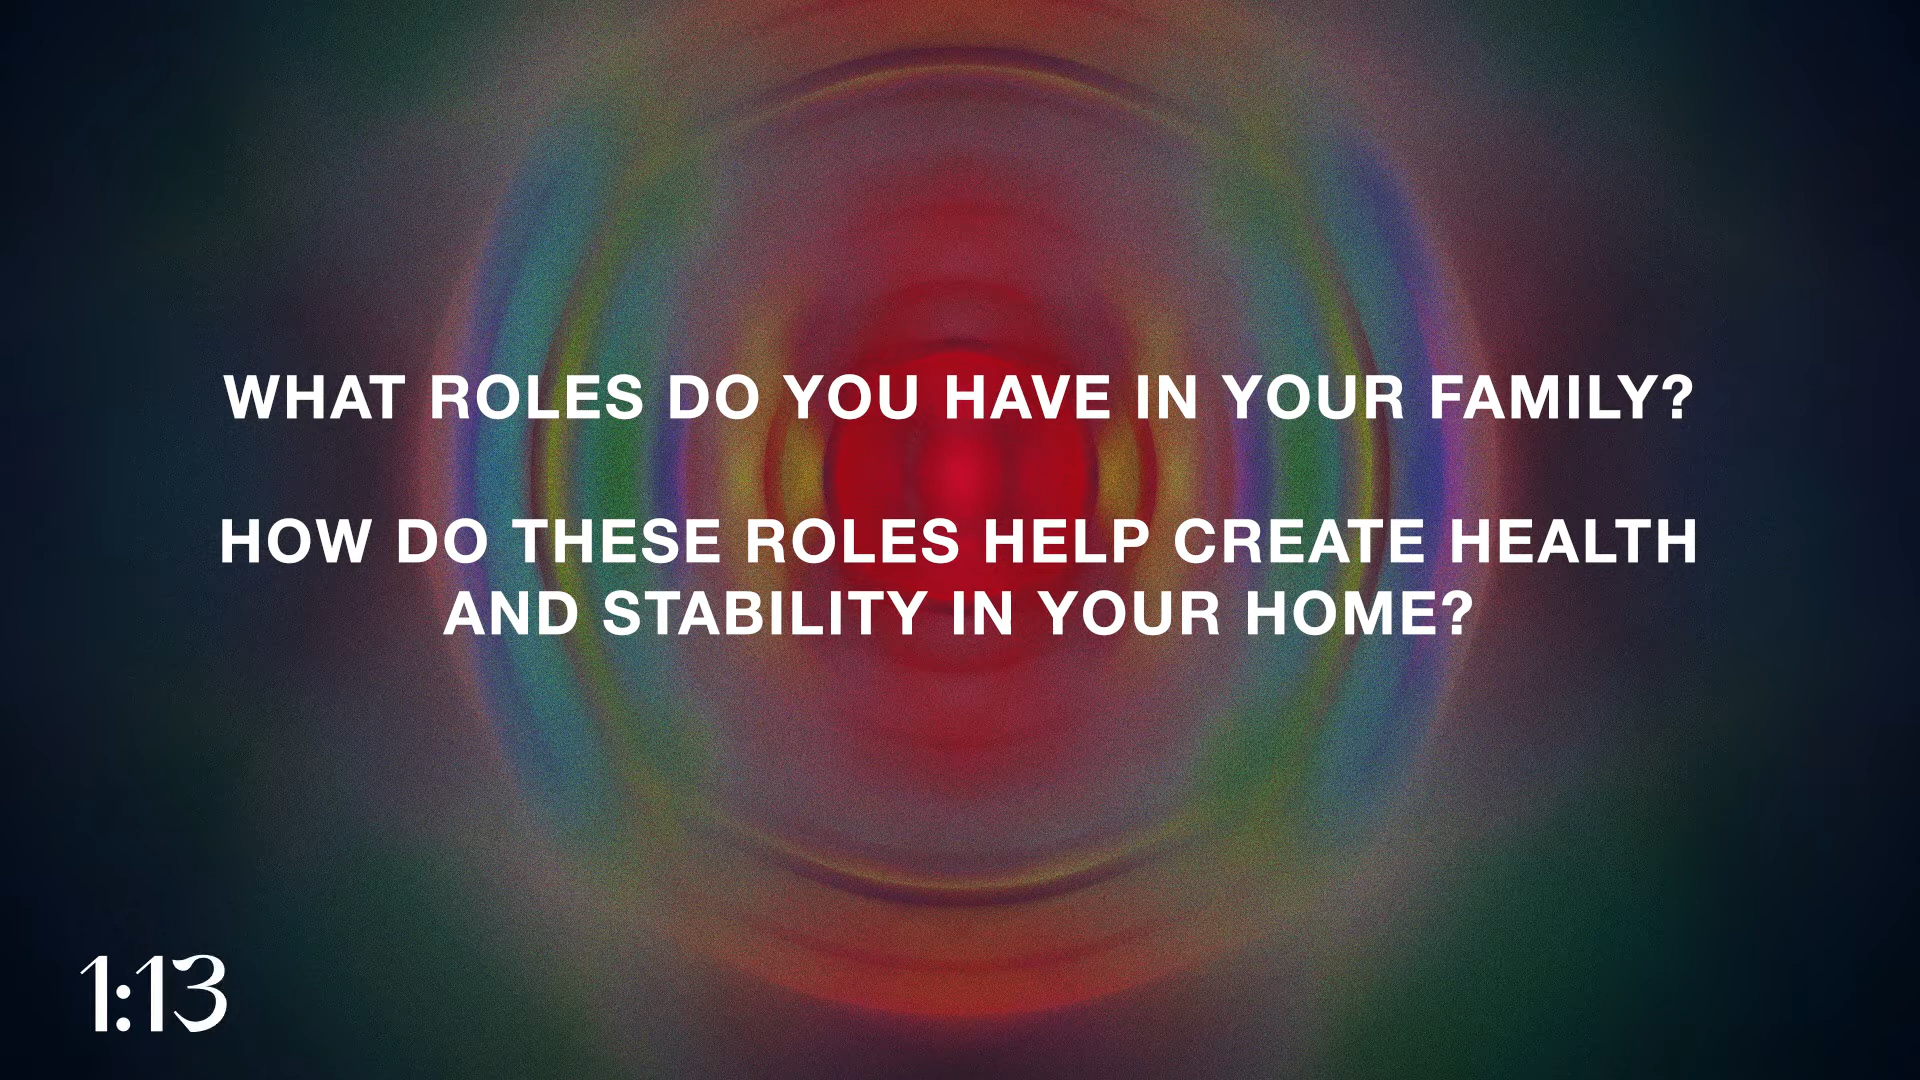 WHAT ROLES DO YOU HAVE IN YOUR FAMILY?
HOW DO THESE ROLES HELP CREATE HEALTH
AND STABILITY IN YOUR HOME?
1:13